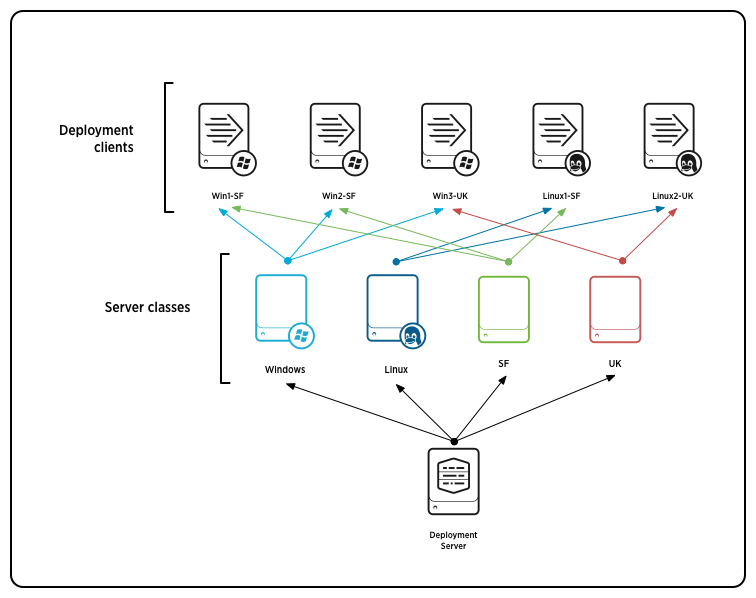 Deployment
clients
Win1-SF
Win2-SF
Win3-UK
Linux1-SF
Linux2-UK
Server classes
Windows
Linux
SF
UK
Deployment
Server